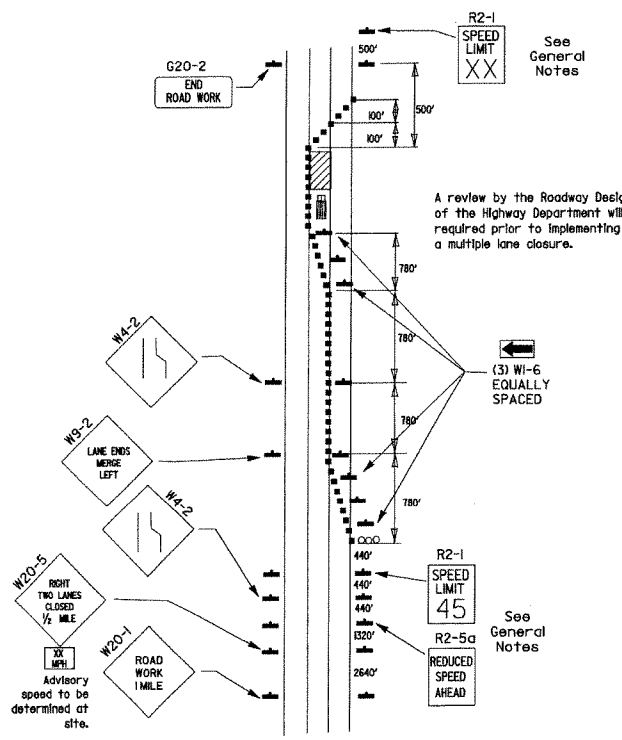 R2-1
SPEED
LIMIT
XX
See
General
Notes
500'
G20-2
END
ROAD WORK
500'
100'
100'
A review by the Roadway Desig
of the Highway Department will
required prior to implementing
a multiple lane closure.
780'
780'
W4-2
(3) W1-6
EQUALLY
SPACED
780'
W9-2
LANE ENDS
MERGE
LEFT
780'
W4-2
440'
R2-1
SPEED
LIMIT
45
440'
440'
See
General
Notes
W20-5
RIGHT
TWO LANES
CLOSED
1/2 MILE
XX
MPH
Advisory
speed to be
determined at
site.
1320'
R2-5a
REDUCED
SPEED
AHEAD
W20-1
ROAD
WORK
1 MILE
2640'